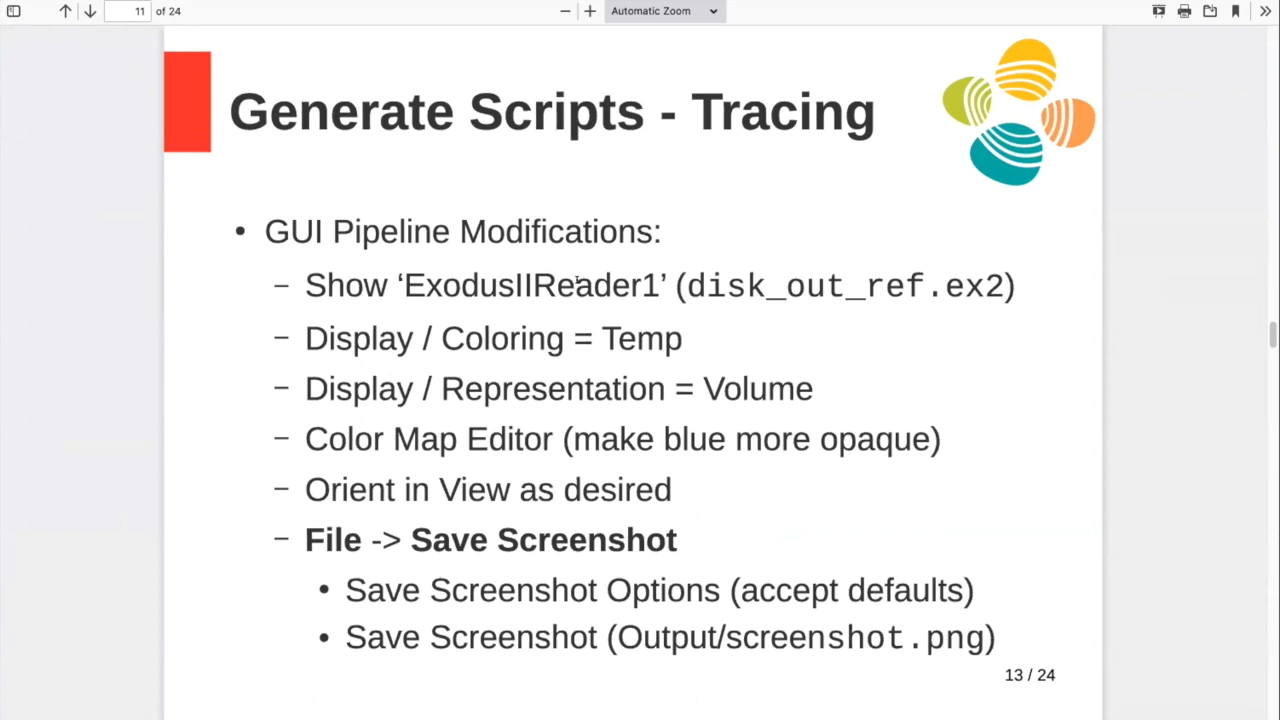 11 of 24 Automatic Zoom
Generate Scripts - Tracing
• GUI Pipeline Modifications:
– Show ‘ExodusIIReader1’ (disk_out_ref.ex2)
– Display / Coloring = Temp
– Display / Representation = Volume
– Color Map Editor (make blue more opaque)
– Orient in View as desired
– File -> Save Screenshot
• Save Screenshot Options (accept defaults)
• Save Screenshot (Output/screenshot.png)
13 / 24